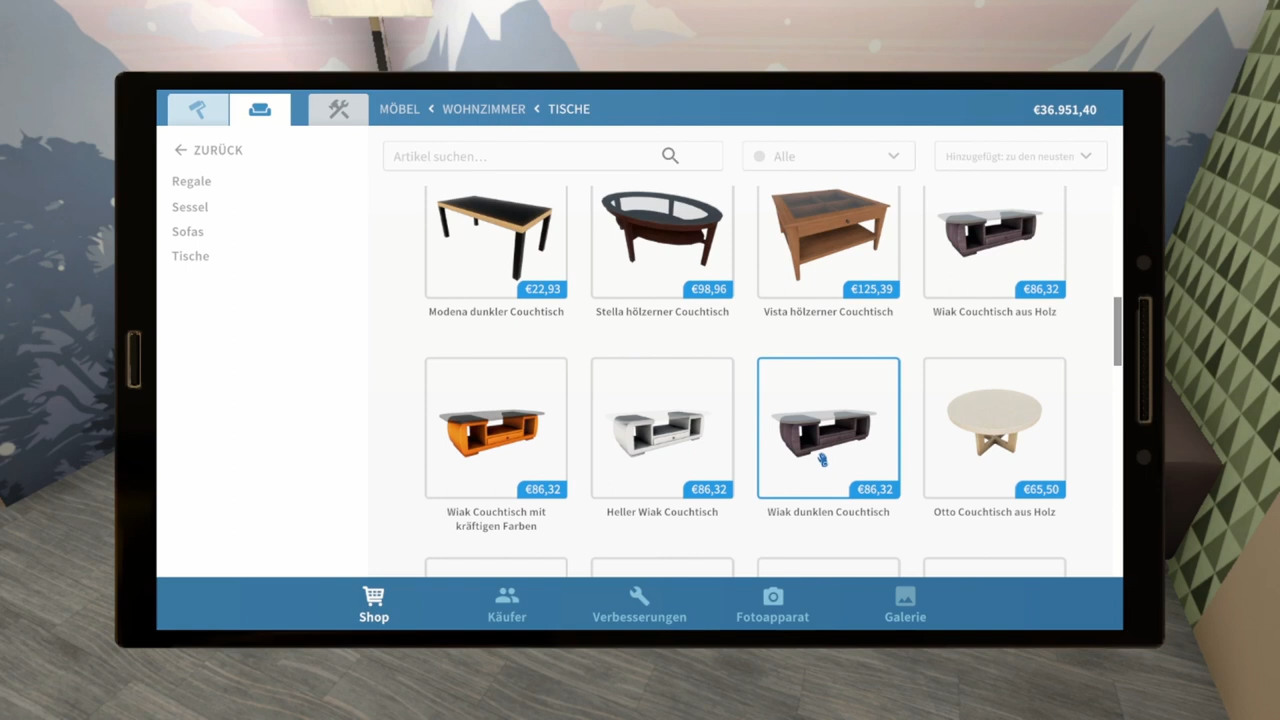 MÖBEL < WOHNZIMMER < TISCHE
€36.951,40
ZURÜCK
Regale
Sessel
Sofas
Tische
Artikel suchen...
Alle
Hinzugefügt: zu den neusten
€22,93
€98,96
€125,39
€86,32
Modena dunkler Couchtisch
Stella hölzerner Couchtisch
Vista hölzerner Couchtisch
Wiak Couchtisch aus Holz
€86,32
€86,32
€86,32
€65,50
Wiak Couchtisch mit
kräftigen Farben
Heller Wiak Couchtisch
Wiak dunklen Couchtisch
Otto Couchtisch aus Holz
Shop
Käufer
Verbesserungen
Fotoapparat
Galerie